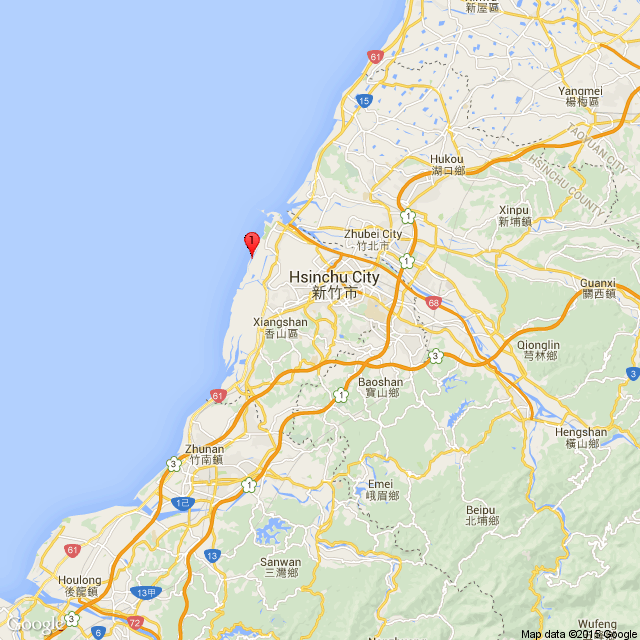 新屋區
61
Yangmei
楊梅區
15
TAOYUAN CITY
HSINCHU COUNTY
Hukou
湖口鄉
1
Xinpu
新埔鎮
Zhubei City
竹北市
1
1
Hsinchu City
新竹市
Guanxi
關西鎮
68
Xiangshan
香山區
Qionglin
芎林鄉
3
3
Baoshan
寶山鄉
61
1
Hengshan
橫山鄉
Zhunan
竹南鎮
3
1
Emei
峨眉鄉
1己
Beipu
北埔鄉
61
13
Sanwan
三灣鄉
Houlong
後龍鎮
13甲
3
72
6
Wufeng
Google
Map data ©2015 Google